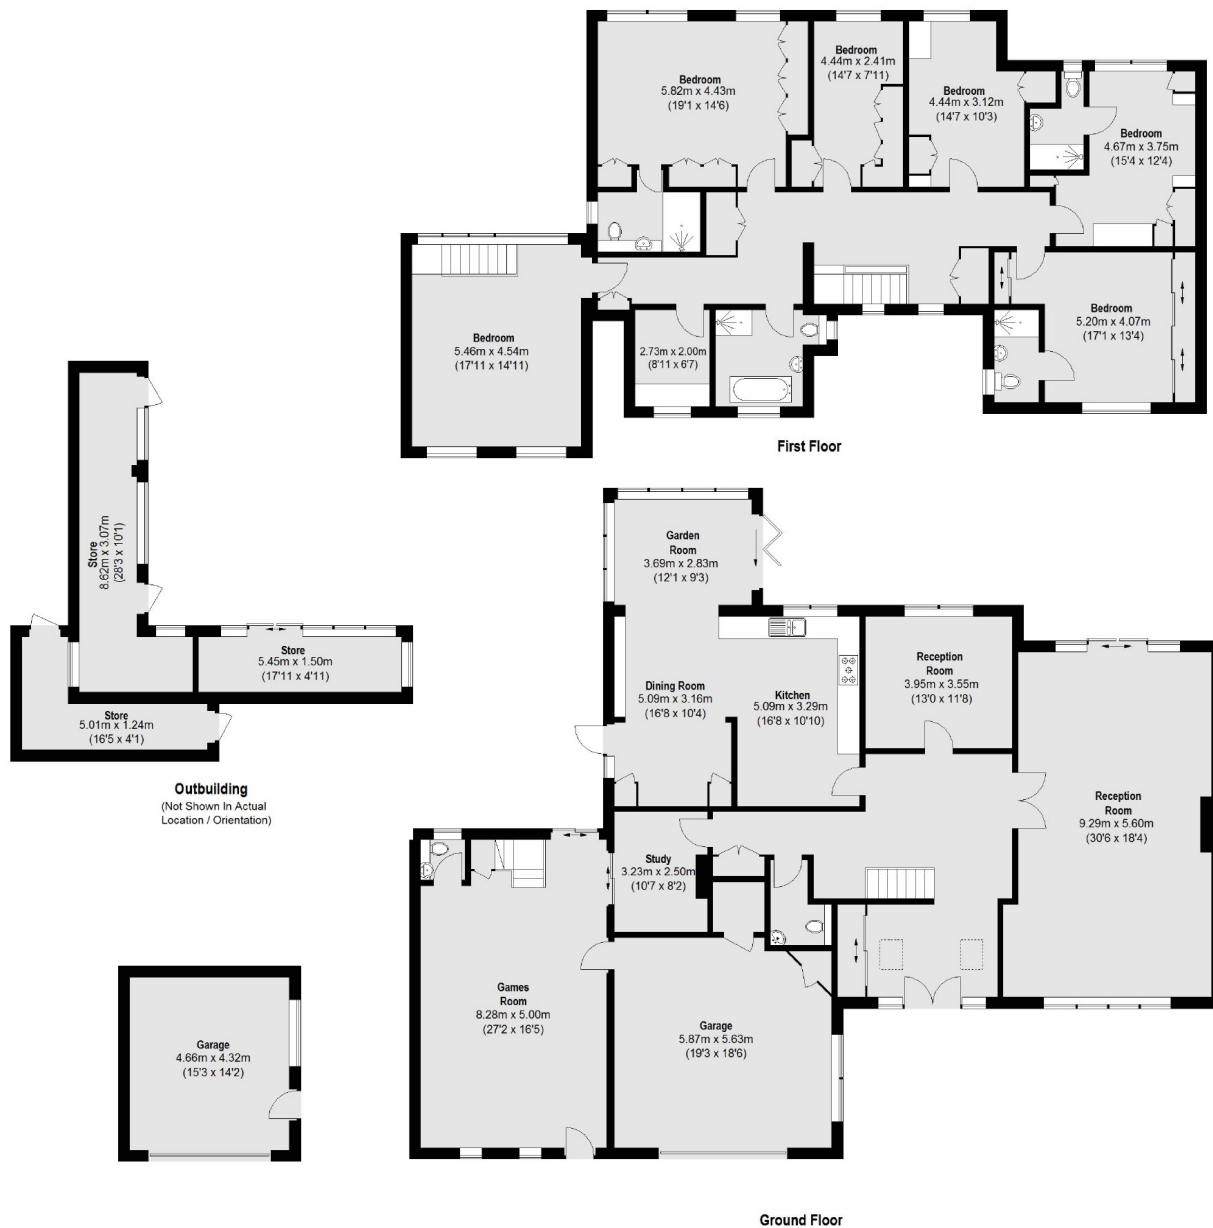 Bedroom
5.82m x 4.43m
(19'1 x 14'6)
Bedroom
4.44m x 2.41m
(14'7 x 7'11)
Bedroom
4.44m x 3.12m
(14'7 x 10'3)
Bedroom
4.67m x 3.75m
(15'4 x 12'4)
Bedroom
5.46m x 4.54m
(17'11 x 14'11)
2.73m x 2.00m
(8'11 x 6'7)
Bedroom
5.20m x 4.07m
(17'1 x 13'4)
First Floor
Store
8.62m x 3.07m
(28'3 x 10'1)
Store
5.45m x 1.50m
(17'11 x 4'11)
Store
5.01m x 1.24m
(16'5 x 4'1)
Outbuilding
(Not Shown In Actual
Location / Orientation)
Garden
Room
3.69m x 2.83m
(12'1 x 9'3)
Dining Room
5.09m x 3.16m
(16'8 x 10'4)
Kitchen
5.09m x 3.29m
(16'8 x 10'10)
Reception
Room
3.95m x 3.55m
(13'0 x 11'8)
Reception
Room
9.29m x 5.60m
(30'6 x 18'4)
Study
3.23m x 2.50m
(10'7 x 8'2)
Games
Room
8.28m x 5.00m
(27'2 x 16'5)
Garage
5.87m x 5.63m
(19'3 x 18'6)
Garage
4.66m x 4.32m
(15'3 x 14'2)
Ground Floor